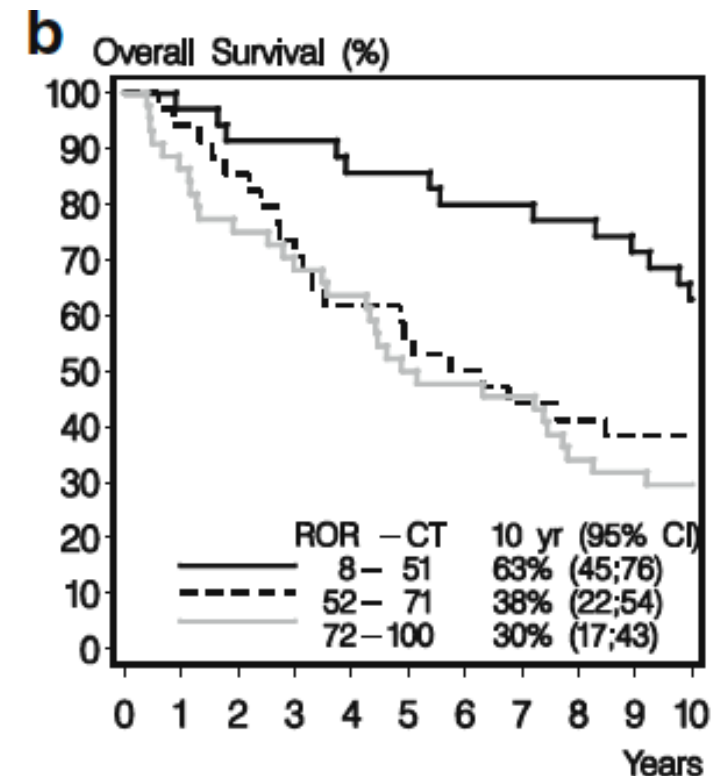 b
Overall Survival (%)
100
90
80
70
60
50
40
30
20
10
0
ROR – CT 10 yr (95% CI)
8 – 51 63% (45;76)
52 – 71 38% (22;54)
72 – 100 30% (17;43)
0 1 2 3 4 5 6 7 8 9 10
Years